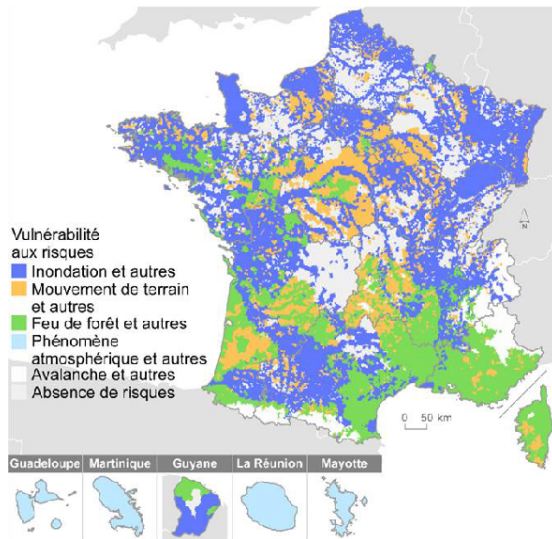 Vulnérabilité
aux risques
Inondation et autres
Mouvement de terrain
et autres
Feu de forêt et autres
Phénomène
atmosphérique et autres
Avalanche et autres
Absence de risques
N
0 50 km
Guadeloupe Martinique Guyane La Réunion Mayotte